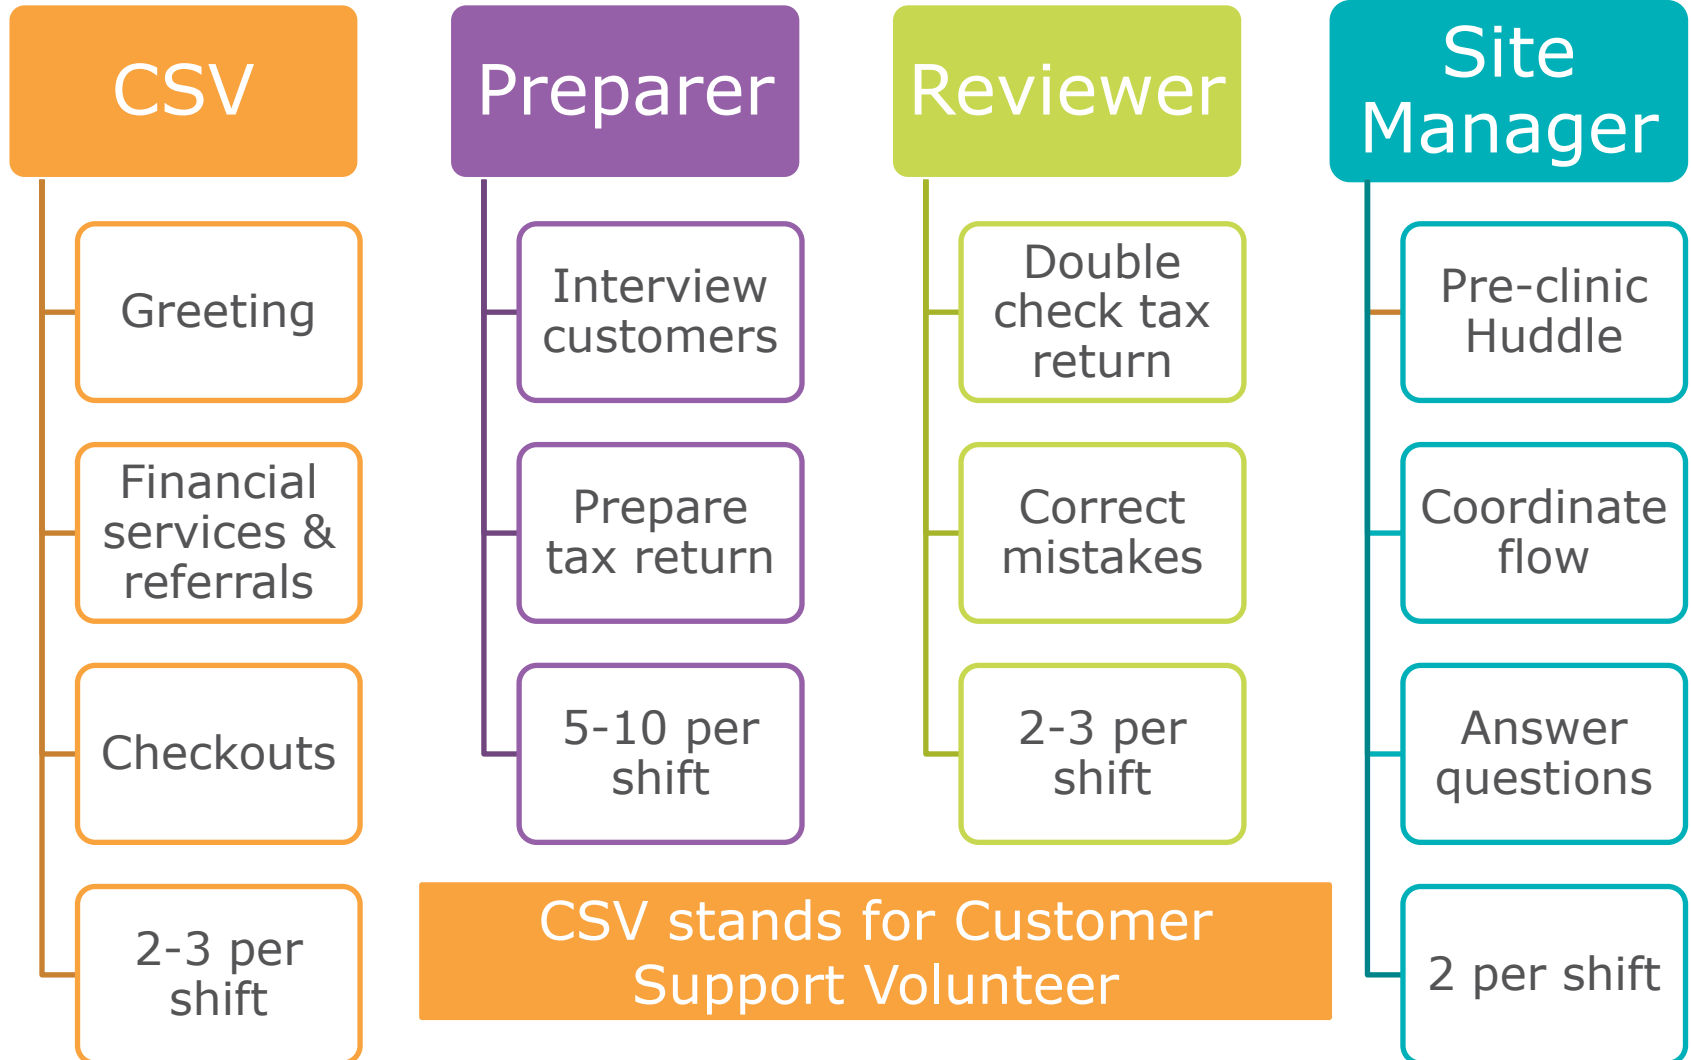 CSV
Greeting
Financial
services &
referrals
Checkouts
2-3 per
shift
Preparer
Interview
customers
Prepare
tax return
5-10 per
shift
Reviewer
Double
check tax
return
Correct
mistakes
2-3 per
shift
Site
Manager
Pre-clinic
Huddle
Coordinate
flow
Answer
questions
2 per shift
CSV stands for Customer
Support Volunteer